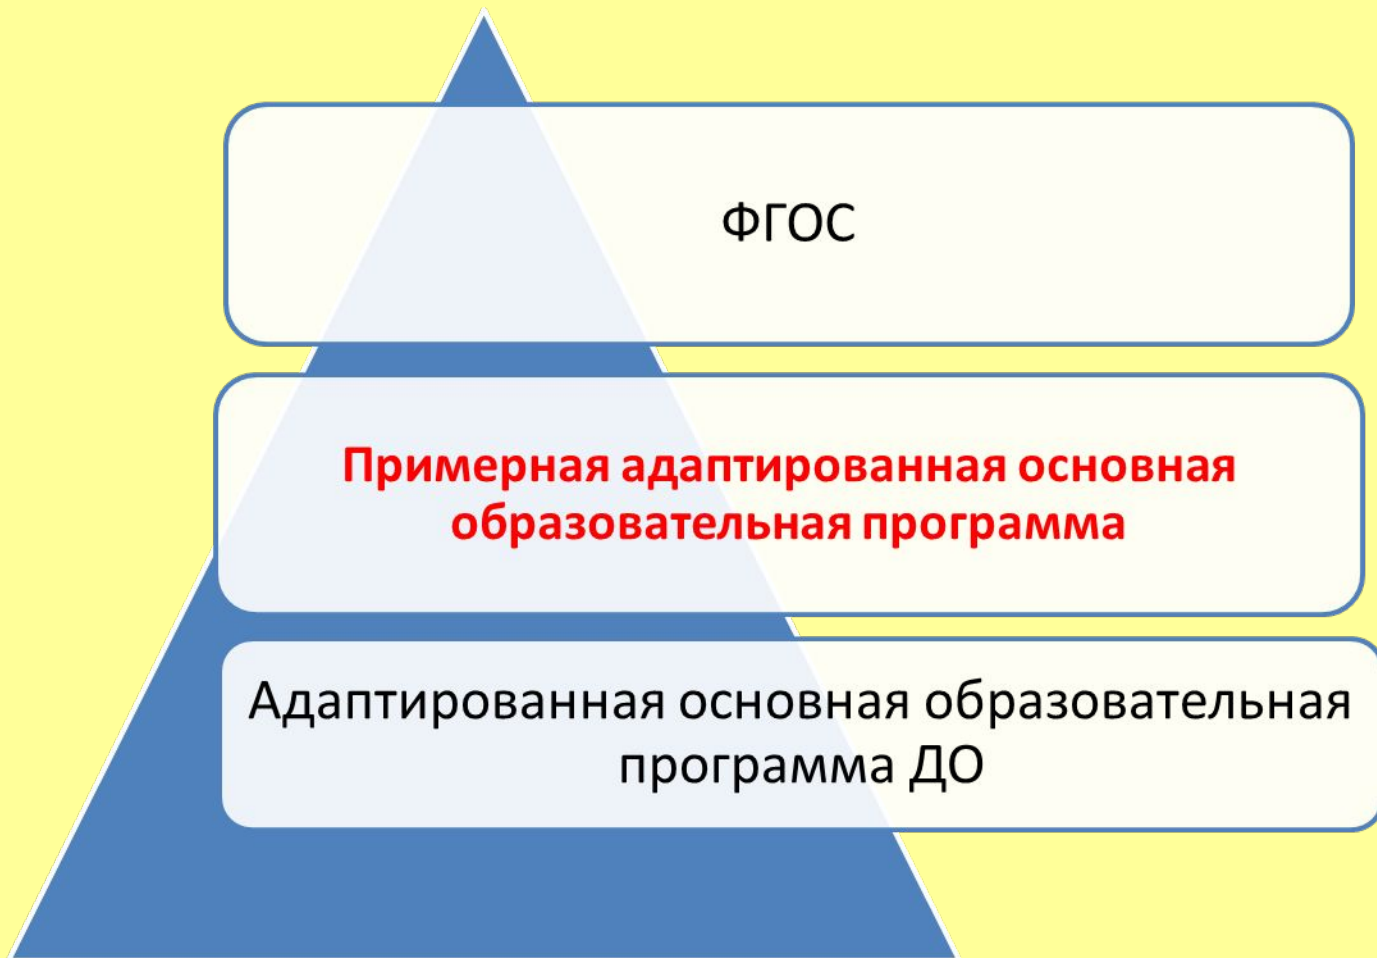 ФГОС
Примерная адаптированная основная
образовательная программа
Адаптированная основная образовательная
программа ДО